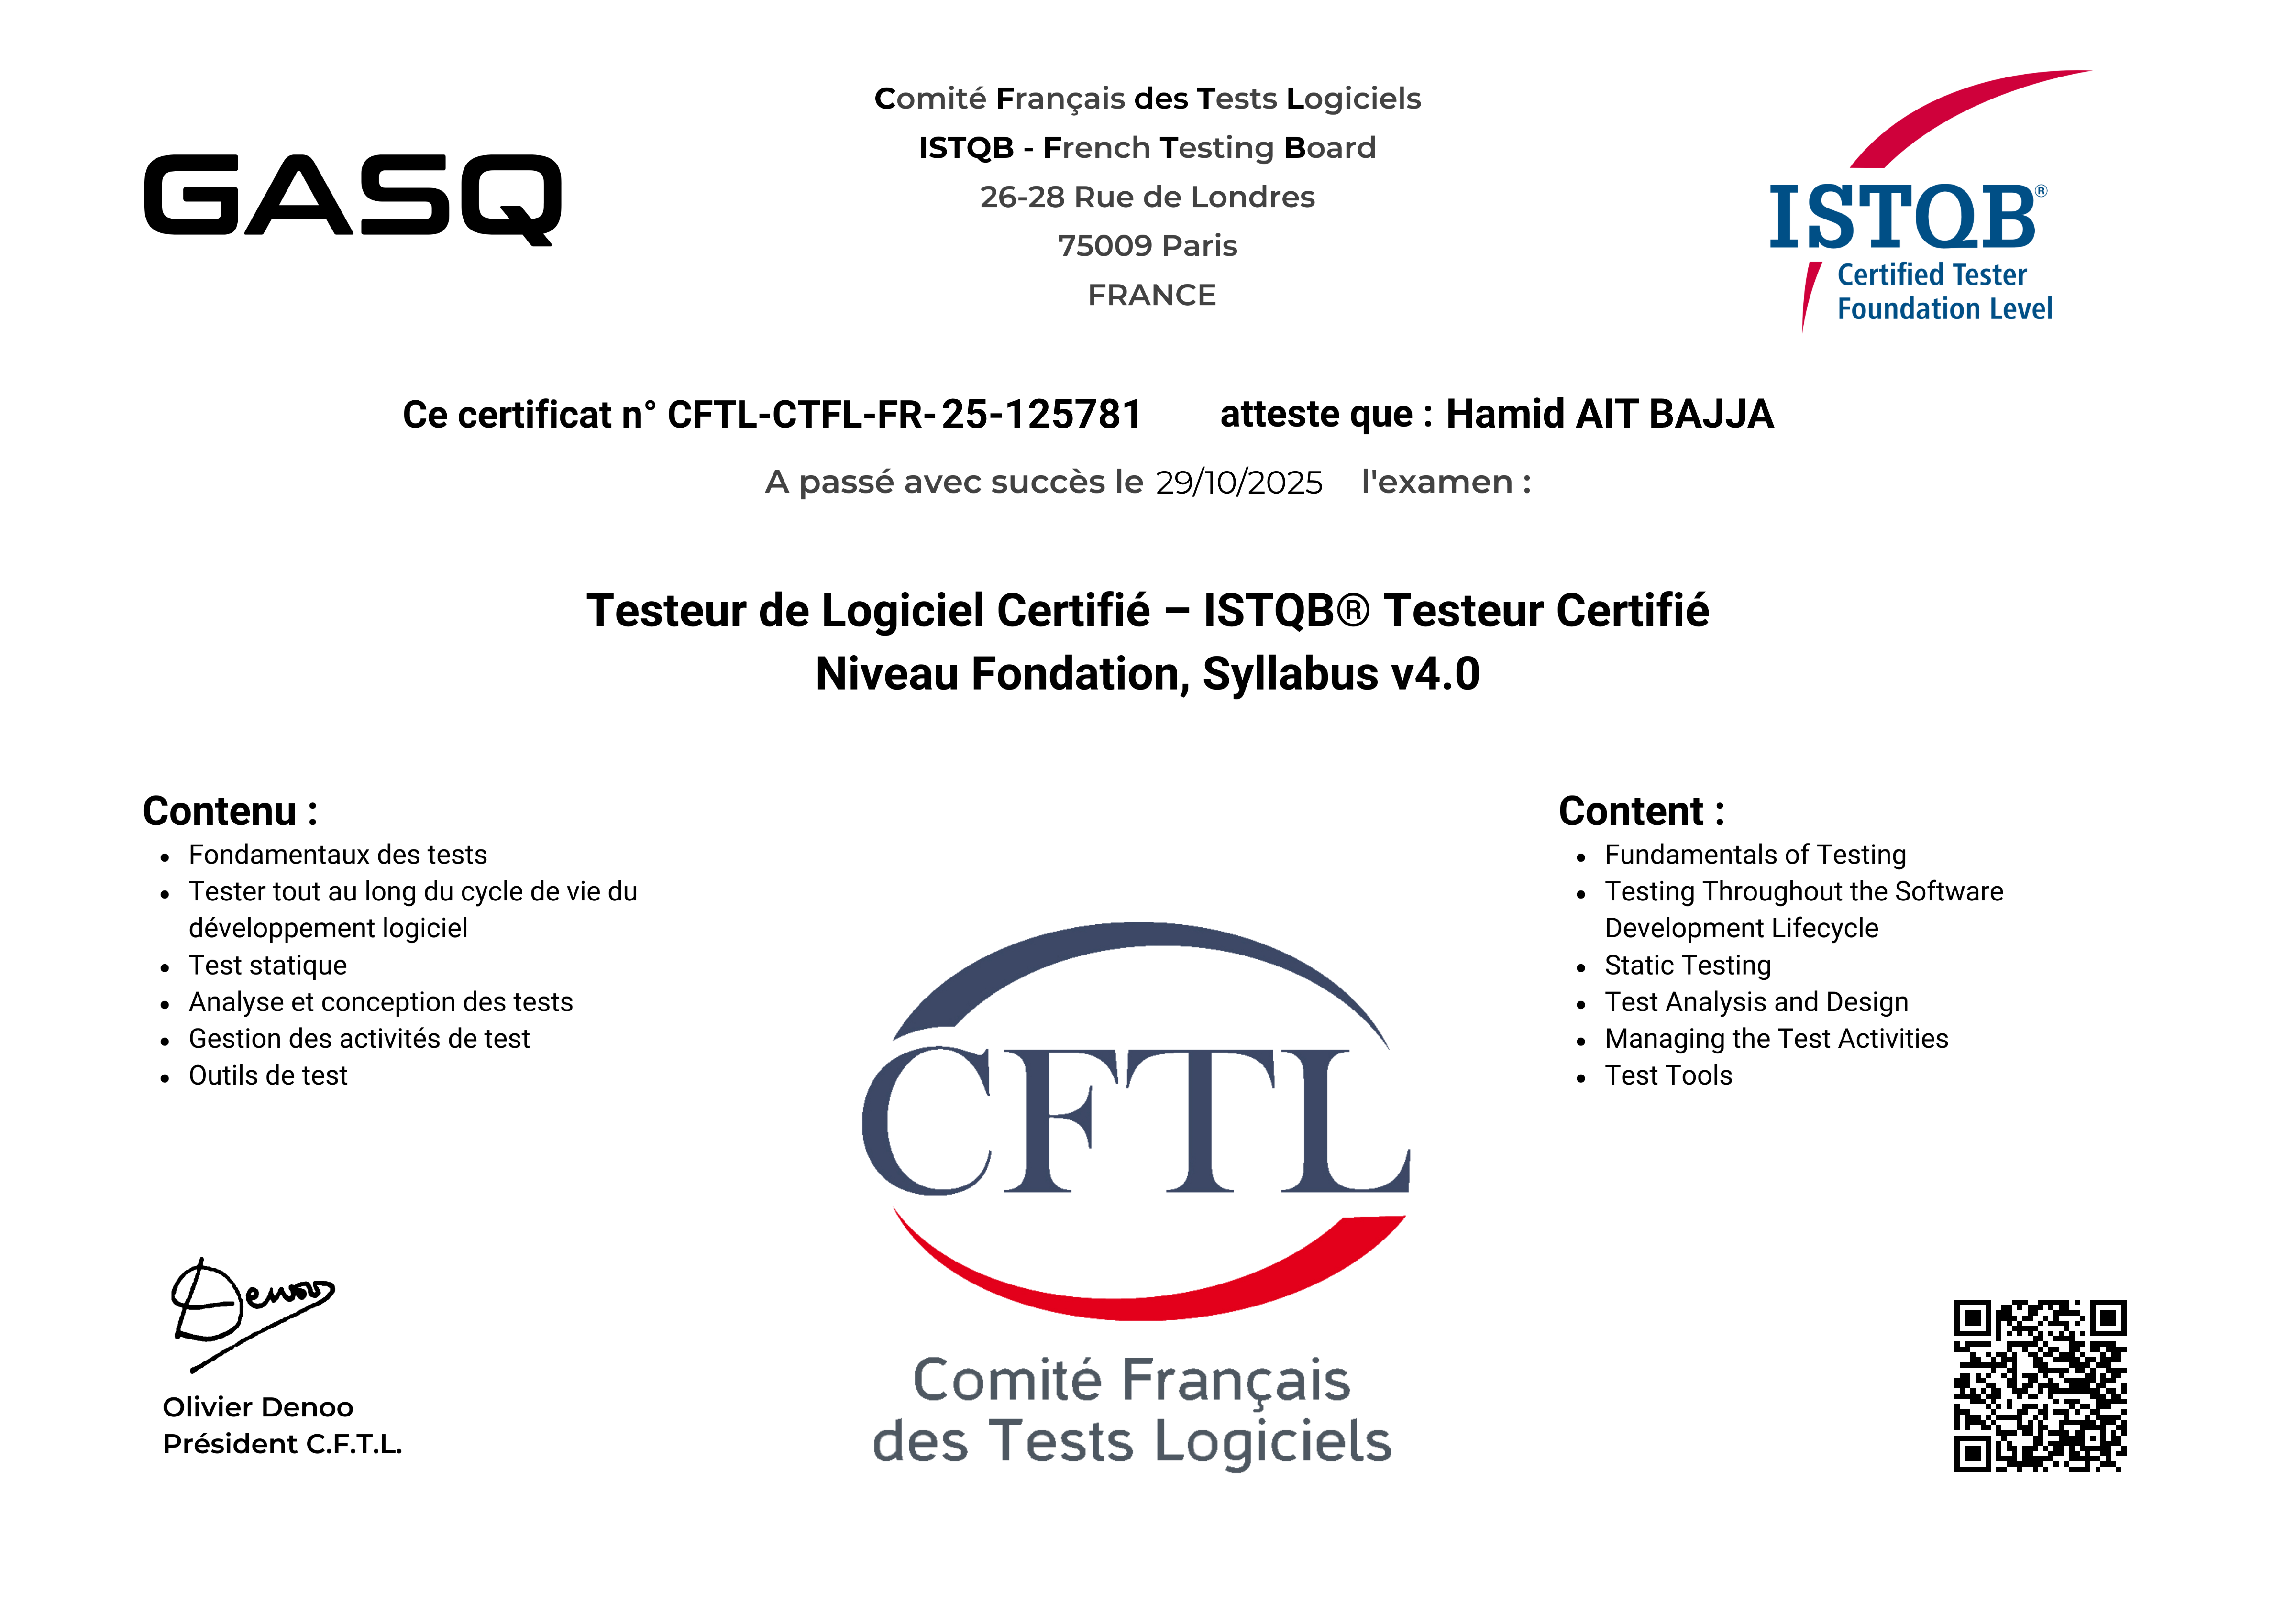 GASQ
Comité Français des Tests Logiciels
ISTQB - French Testing Board
26-28 Rue de Londres
75009 Paris
FRANCE
ISTQB®
Certified Tester
Foundation Level
Ce certificat n° CFTL-CTFL-FR-25-125781 atteste que : Hamid AIT BAJJA
A passé avec succès le 29/10/2025 l'examen :
Testeur de Logiciel Certifié – ISTQB® Testeur Certifié
Niveau Fondation, Syllabus v4.0
Contenu :
• Fondamentaux des tests
• Tester tout au long du cycle de vie du
développement logiciel
• Test statique
• Analyse et conception des tests
• Gestion des activités de test
• Outils de test
Content :
• Fundamentals of Testing
• Testing Throughout the Software
Development Lifecycle
• Static Testing
• Test Analysis and Design
• Managing the Test Activities
• Test Tools
CFTL
Comité Français
des Tests Logiciels
Denoo
Olivier Denoo
Président C.F.T.L.